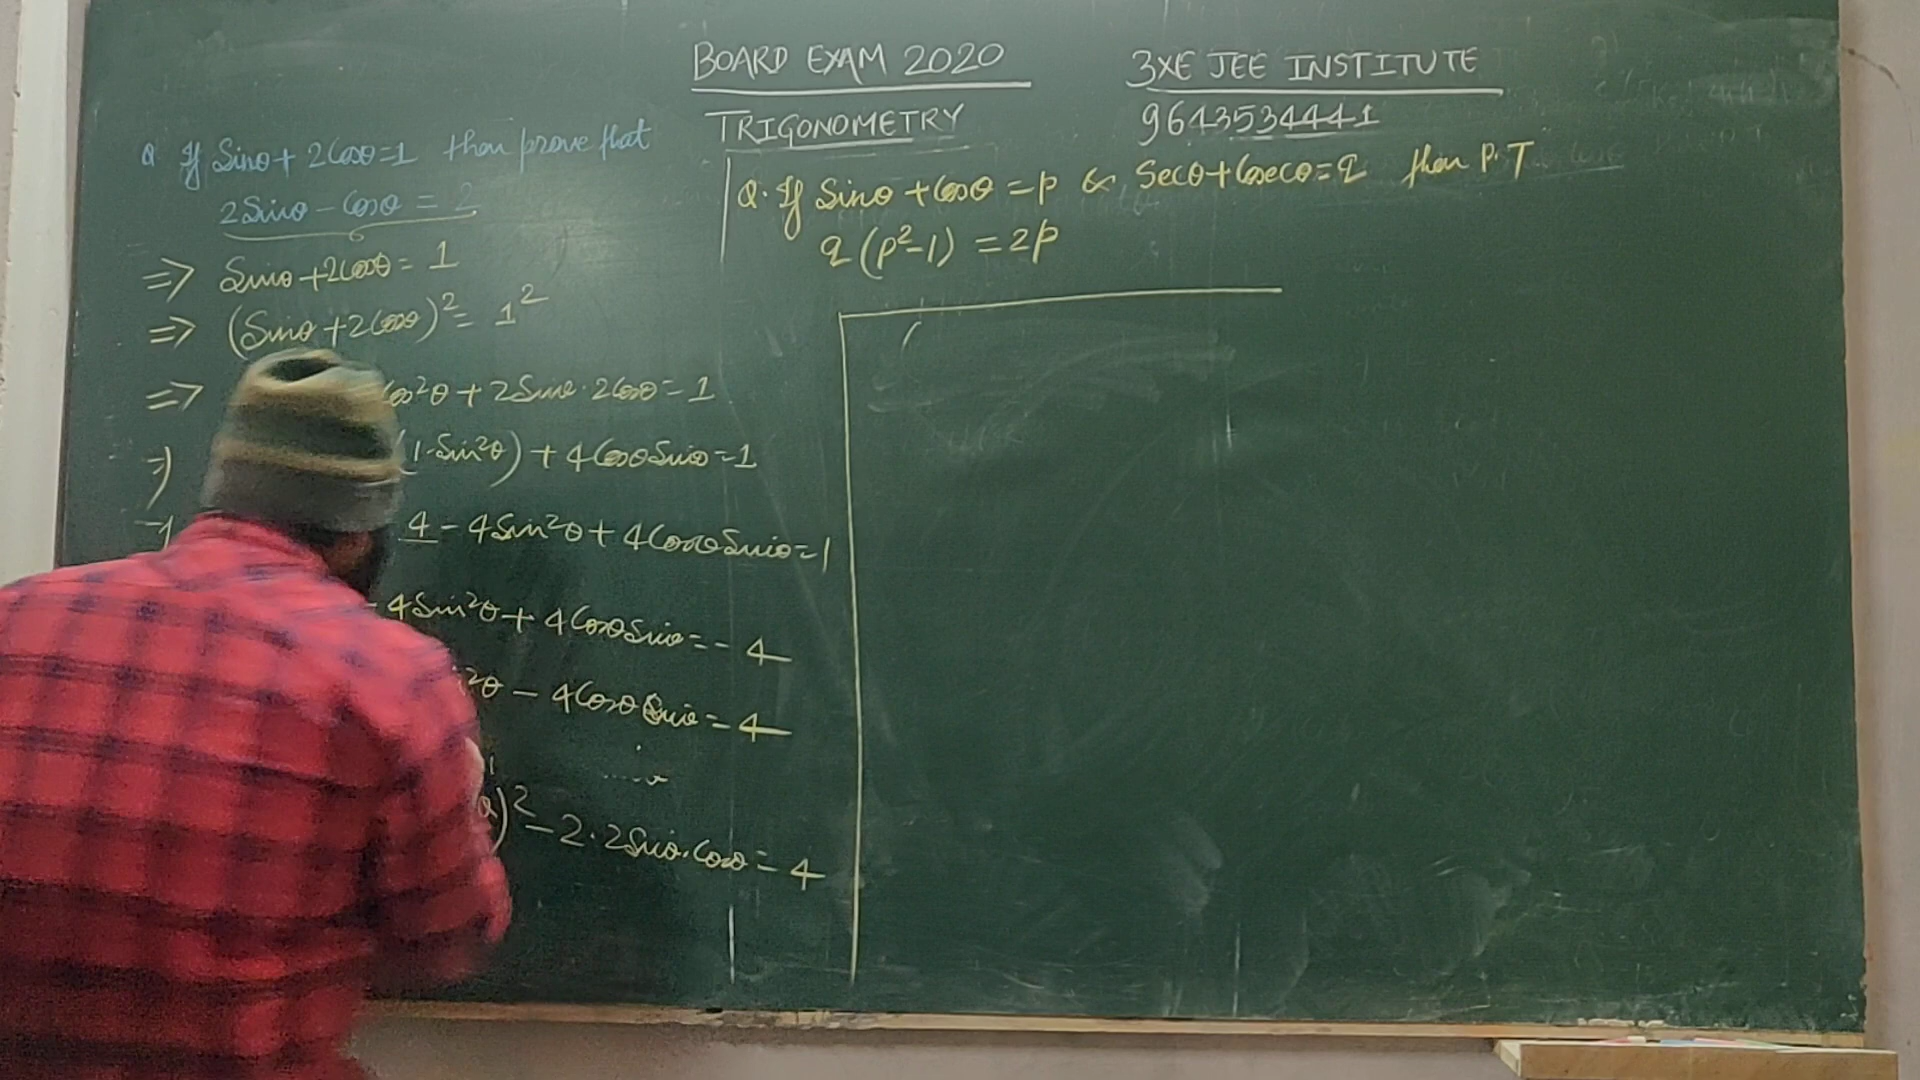 BOARD EXAM 2020
3XE JEE INSTITUTE
TRIGONOMETRY
9643534441
Q If Sinθ + 2Cosθ=1 then prove that
2Sinθ - Cosθ = 2
=> Sinθ+2Cosθ = 1
=> (Sinθ+2Cosθ)² = 1²
=> Cos²θ + 2Sinθ·2Cosθ=1
=) (1-Sin²θ) + 4CosθSinθ=1
4 - 4Sin²θ + 4CosθSinθ=1
- 4Sin²θ + 4CosθSinθ = - 4
²θ - 4CosθSinθ = 4
θ)² - 2·2Sinθ·Cosθ = 4
Q. If Sinθ + Cosθ = p & Secθ+Cosecθ=q then P.T
q(p²-1) = 2p
(